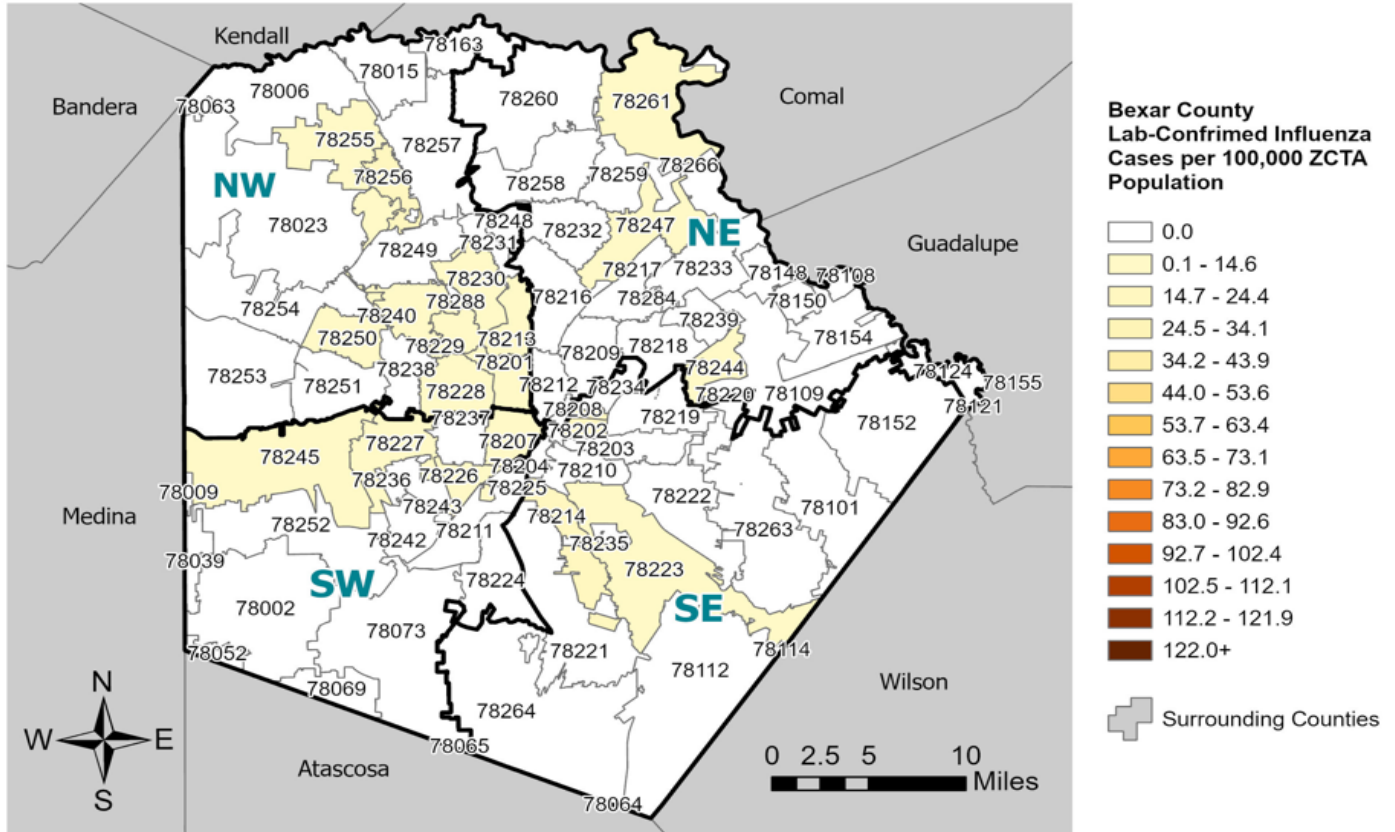 Kendall
78163
78015
78006
Bandera
78063
78260
78261
Comal
78255
78257
78266
78256
78259
NW
78258
78023
78248
78232
78247
NE
78231
78249
Guadalupe
78230
78217
78233
78148
78108
78216
78288
78284
78150
78254
78240
78239
78250
78229
78213
78218
78154
78209
78201
78238
78244
78253
78251
78228
78212
78234
78220
78109
78124
78155
78237
78208
78219
78121
78202
78152
78227
78207
78203
78245
78204
78210
78236
78226
78225
78009
78222
78243
78101
Medina
78252
78214
78263
78211
78242
78235
78039
78223
78224
SW
SE
78002
78073
78221
78114
78052
78112
78069
Wilson
78264
78065
Atascosa
78064
N
W
E
S
0 2.5 5 10
Miles
Bexar County
Lab-Confrimed Influenza
Cases per 100,000 ZCTA
Population
0.0
0.1 - 14.6
14.7 - 24.4
24.5 - 34.1
34.2 - 43.9
44.0 - 53.6
53.7 - 63.4
63.5 - 73.1
73.2 - 82.9
83.0 - 92.6
92.7 - 102.4
102.5 - 112.1
112.2 - 121.9
122.0+
Surrounding Counties